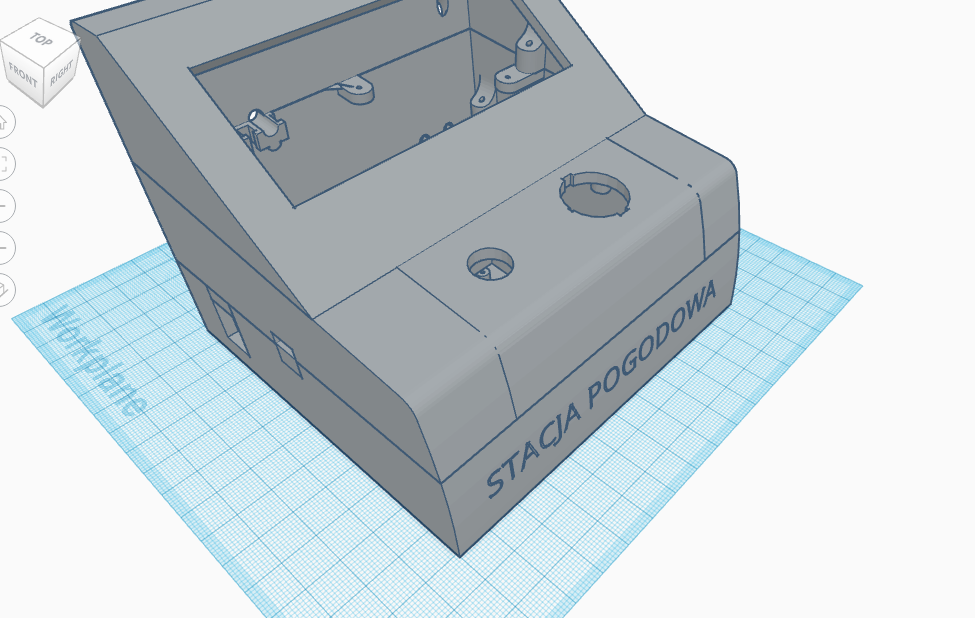 TOP
FRONT
RIGHT
Workplane
STACJA POGODOWA